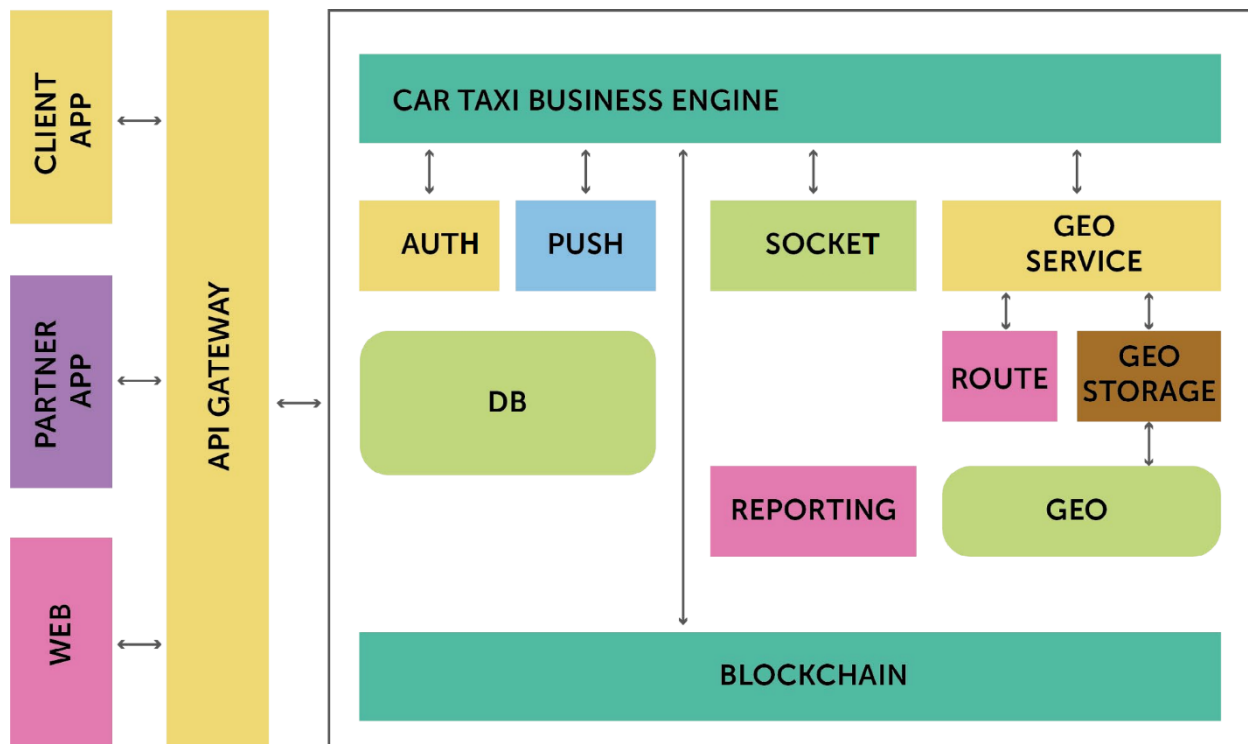 CLIENT
APP
PARTNER
APP
WEB
API GATEWAY
CAR TAXI BUSINESS ENGINE
AUTH
PUSH
SOCKET
GEO
SERVICE
DB
ROUTE
GEO
STORAGE
REPORTING
GEO
BLOCKCHAIN